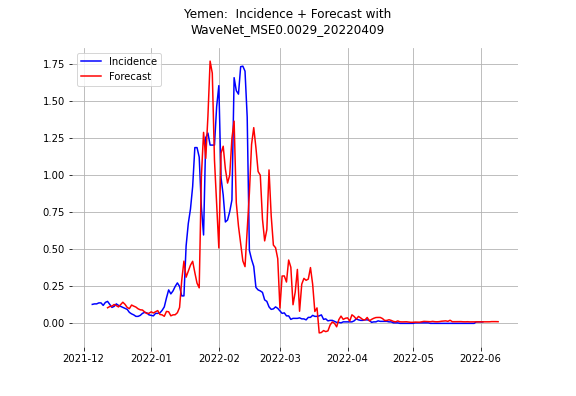 Yemen:  Incidence + Forecast with
WaveNet_MSE0.0029_20220409
Incidence
Forecast
1.75
1.50
1.25
1.00
0.75
0.50
0.25
0.00
2021-12 2022-01 2022-02 2022-03 2022-04 2022-05 2022-06